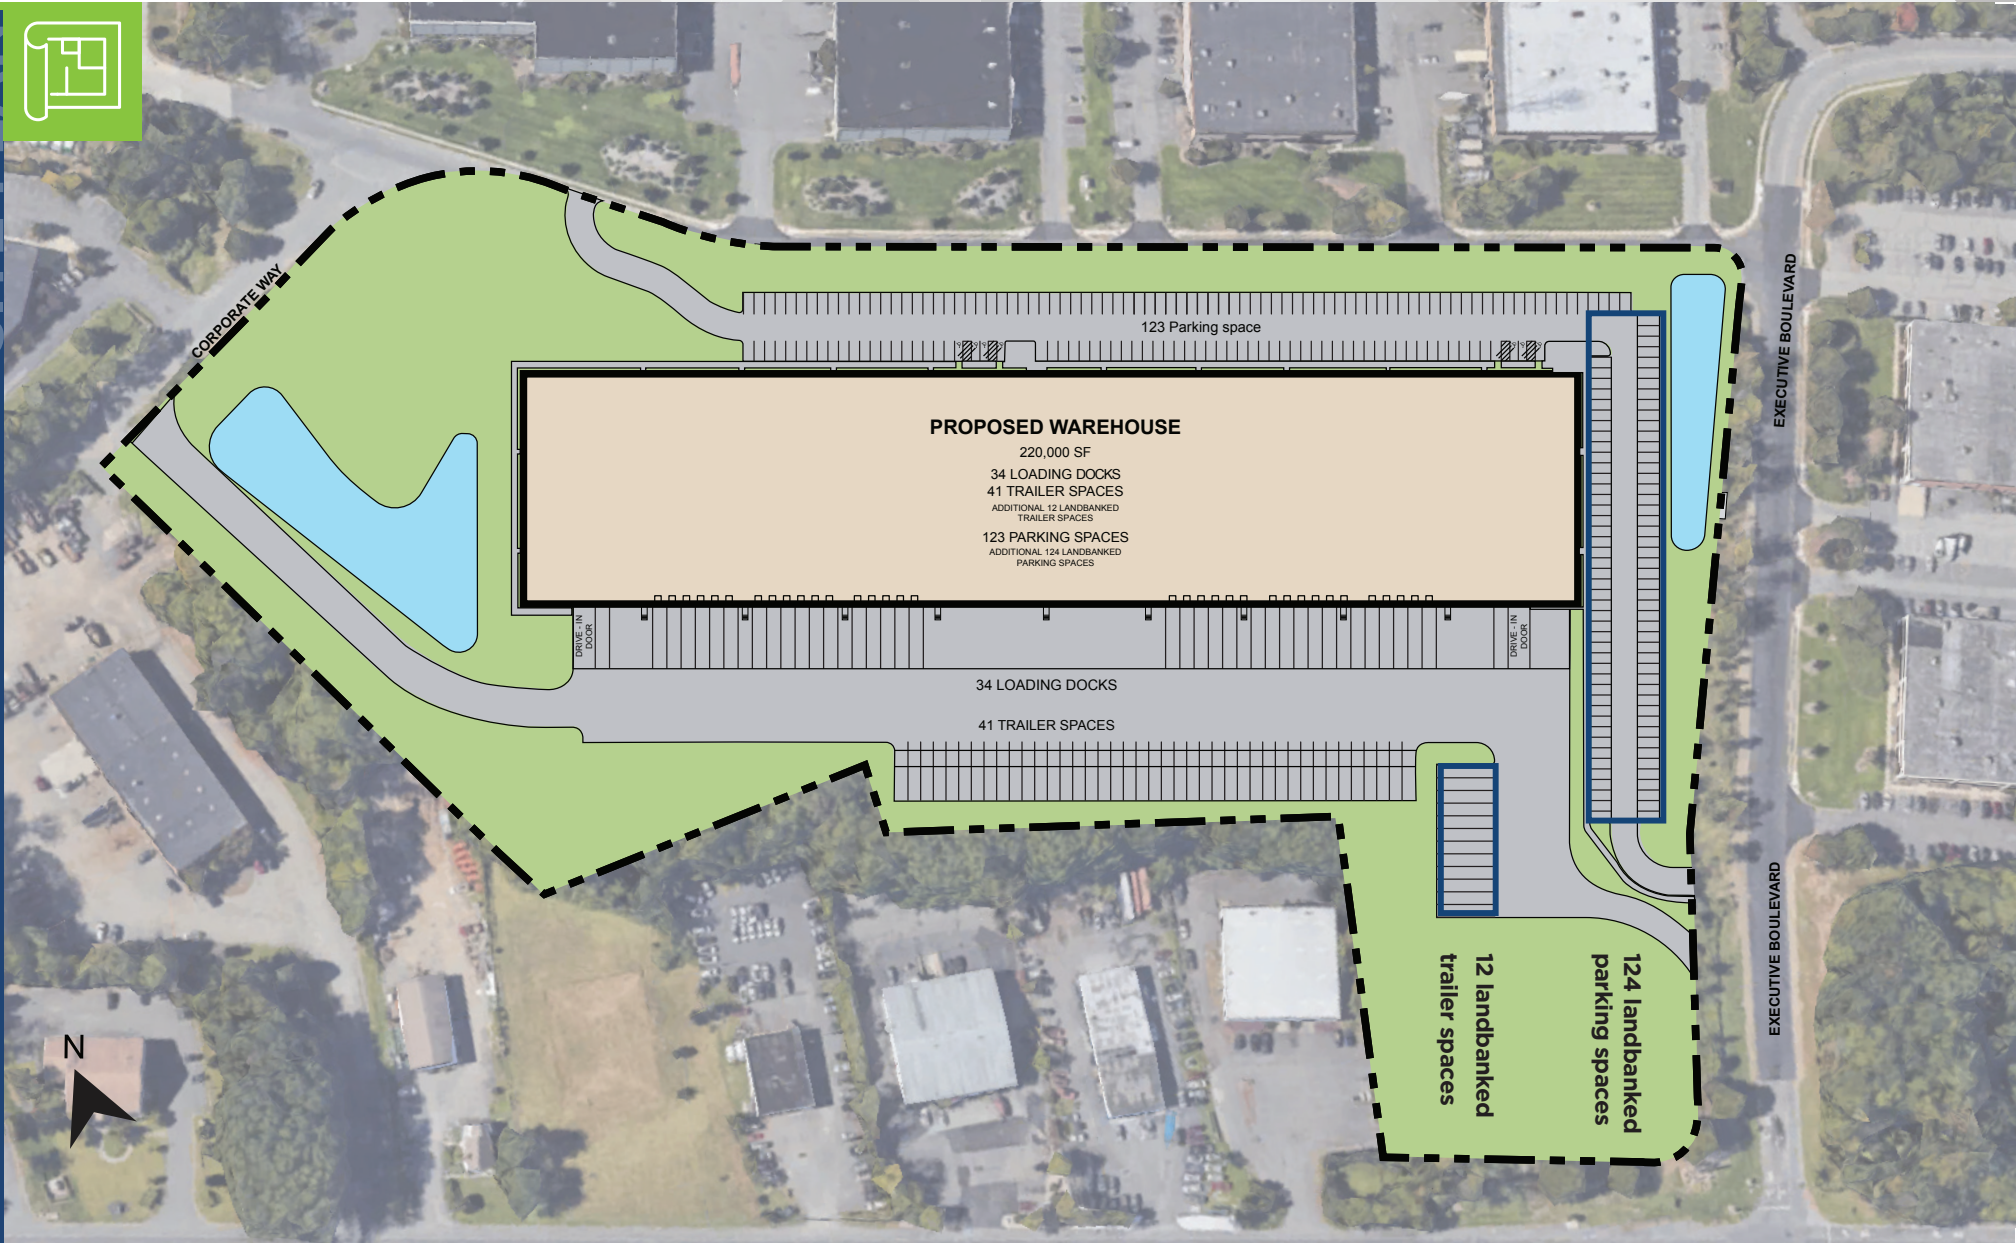 CORPORATE WAY
EXECUTIVE BOULEVARD
123 Parking space
PROPOSED WAREHOUSE
220,000 SF
34 LOADING DOCKS
41 TRAILER SPACES
ADDITIONAL 12 LANDBANKED
TRAILER SPACES
123 PARKING SPACES
ADDITIONAL 124 LANDBANKED
PARKING SPACES
DRIVE - IN
DOOR
DRIVE - IN
DOOR
34 LOADING DOCKS
41 TRAILER SPACES
12 landbanked
trailer spaces
124 landbanked
parking spaces
EXECUTIVE BOULEVARD
N